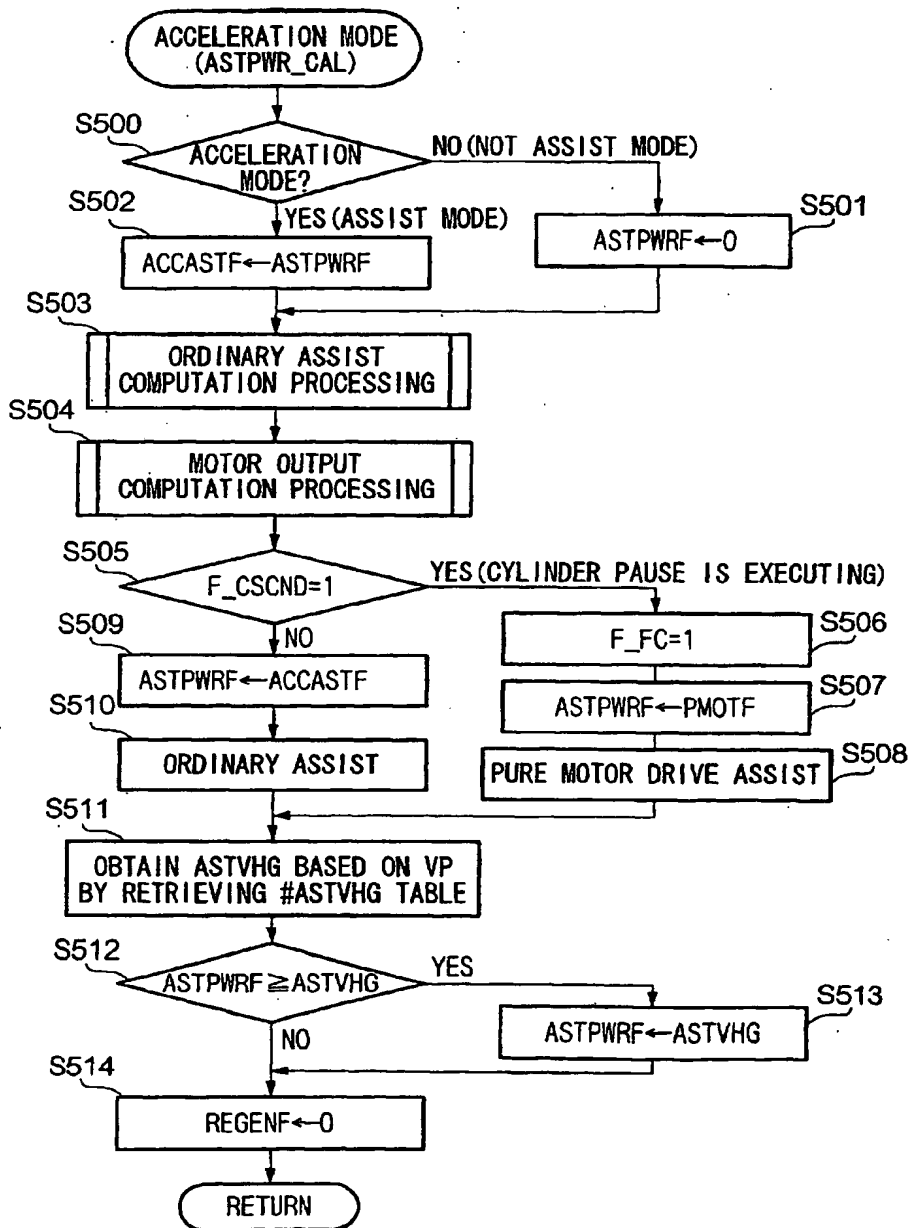 ACCELERATION MODE
(ASTPWR_CAL)
S500
ACCELERATION
MODE?
NO(NOT ASSIST MODE)
YES(ASSIST MODE)
S501
ASTPWRF←0
S502
ACCASTF←ASTPWRF
S503
ORDINARY ASSIST
COMPUTATION PROCESSING
S504
MOTOR OUTPUT
COMPUTATION PROCESSING
S505
F_CSCND=1
YES(CYLINDER PAUSE IS EXECUTING)
NO
S506
F_FC=1
S507
ASTPWRF←PMOTF
S508
PURE MOTOR DRIVE ASSIST
S509
ASTPWRF←ACCASTF
S510
ORDINARY ASSIST
S511
OBTAIN ASTVHG BASED ON VP
BY RETRIEVING #ASTVHG TABLE
S512
ASTPWRF≧ASTVHG
YES
NO
S513
ASTPWRF←ASTVHG
S514
REGENF←0
RETURN